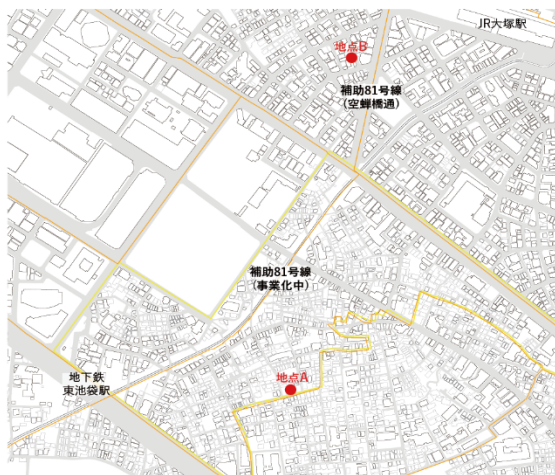 JR大塚駅
地点B
補助81号線
(空蝉橋通)
補助81号線
(事業化中)
地下鉄
東池袋駅
地点A